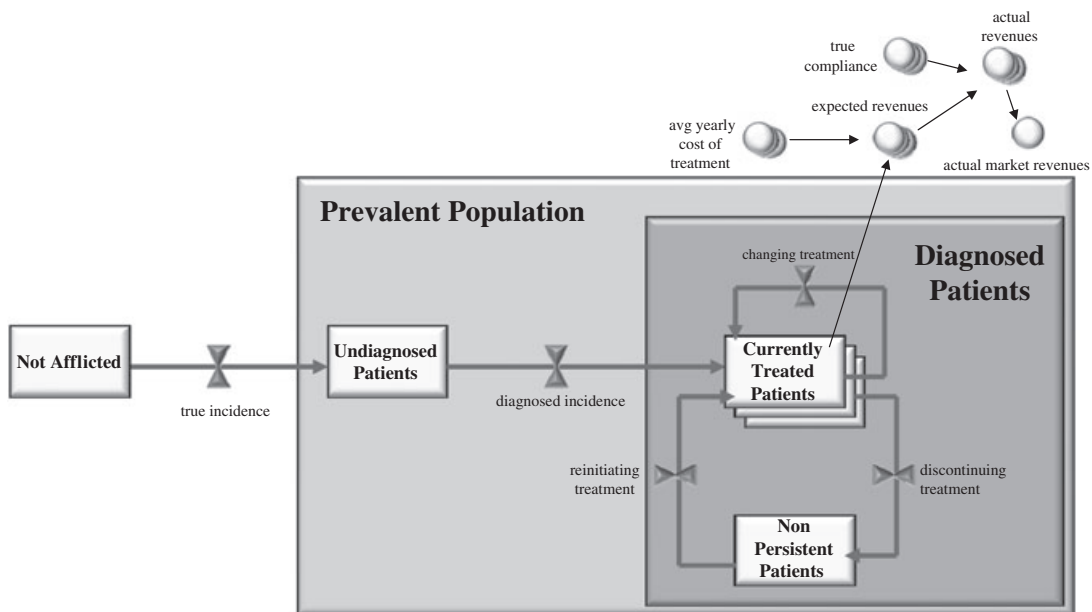 actual
revenues
true
compliance
expected revenues
avg yearly
cost of
treatment
actual market revenues
Prevalent Population
Diagnosed
Patients
changing treatment
Not Afflicted
Undiagnosed
Patients
Currently
Treated
Patients
true incidence
diagnosed incidence
reinitiating
treatment
discontinuing
treatment
Non
Persistent
Patients